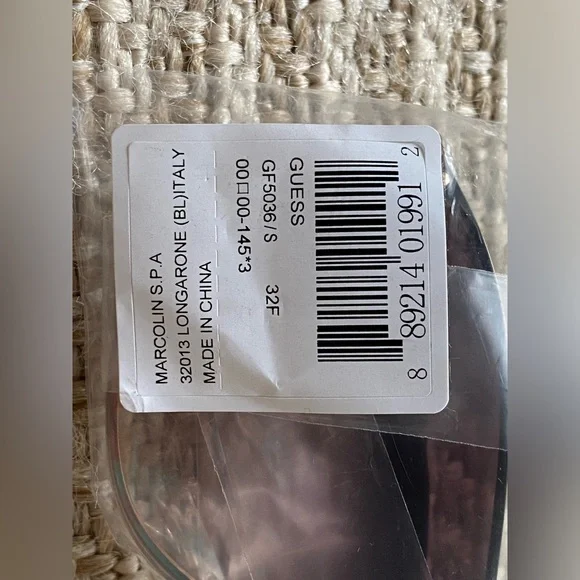 GUESS
GF5036/S 32F
00□00-145*3
MARCOLIN S.P.A
32013 LONGARONE (BL)ITALY
MADE IN CHINA
8 89214 01991 2